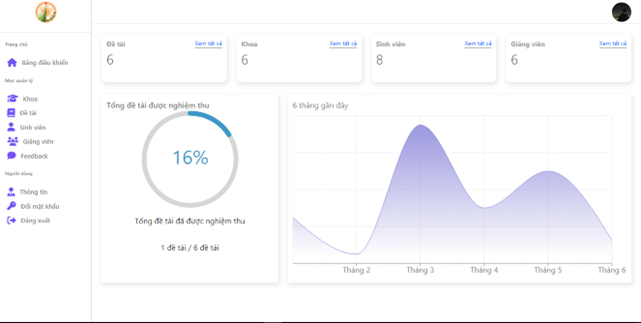 Trang chủ
Bảng điều khiển
Mục quản lý
Khoa
Đề tài
Sinh viên
Giảng viên
Feedback
Người dùng
Thông tin
Đổi mật khẩu
Đăng xuất
Đề tài
Xem tất cả
6
Khoa
Xem tất cả
6
Sinh viên
Xem tất cả
8
Giảng viên
Xem tất cả
6
Tổng đề tài được nghiệm thu
16%
Tổng đề tài đã được nghiệm thu
1 đề tài / 6 đề tài
6 tháng gần đây
Tháng 2 Tháng 3 Tháng 4 Tháng 5 Tháng 6